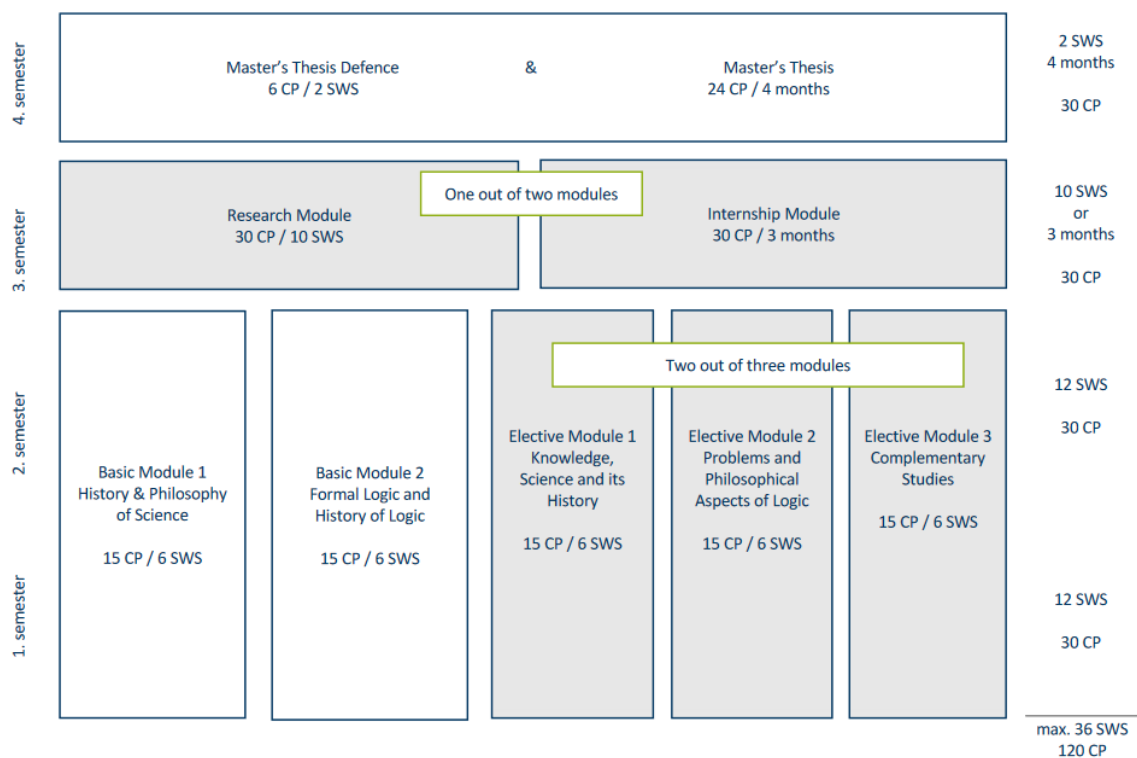 4. semester
Master's Thesis Defence & Master's Thesis
6 CP / 2 SWS 24 CP / 4 months
2 SWS
4 months
30 CP
3. semester
One out of two modules
Research Module
30 CP / 10 SWS
Internship Module
30 CP / 3 months
10 SWS
or
3 months
30 CP
2. semester
1. semester
Basic Module 1
History & Philosophy
of Science
15 CP / 6 SWS
Basic Module 2
Formal Logic and
History of Logic
15 CP / 6 SWS
Two out of three modules
Elective Module 1
Knowledge,
Science and its
History
15 CP / 6 SWS
Elective Module 2
Problems and
Philosophical
Aspects of Logic
15 CP / 6 SWS
Elective Module 3
Complementary
Studies
15 CP / 6 SWS
12 SWS
30 CP
12 SWS
30 CP
max. 36 SWS
120 CP